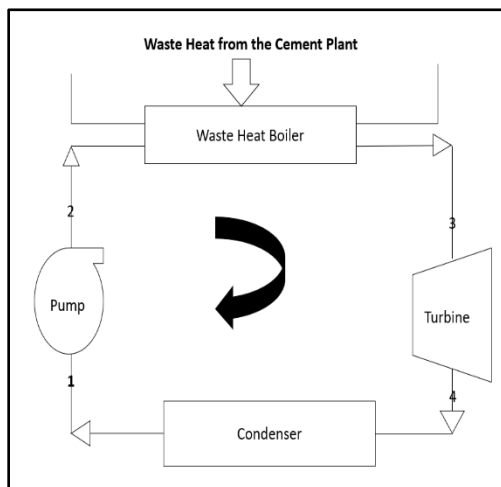 Waste Heat from the Cement Plant
Waste Heat Boiler
2
3
Pump
Turbine
1
4
Condenser